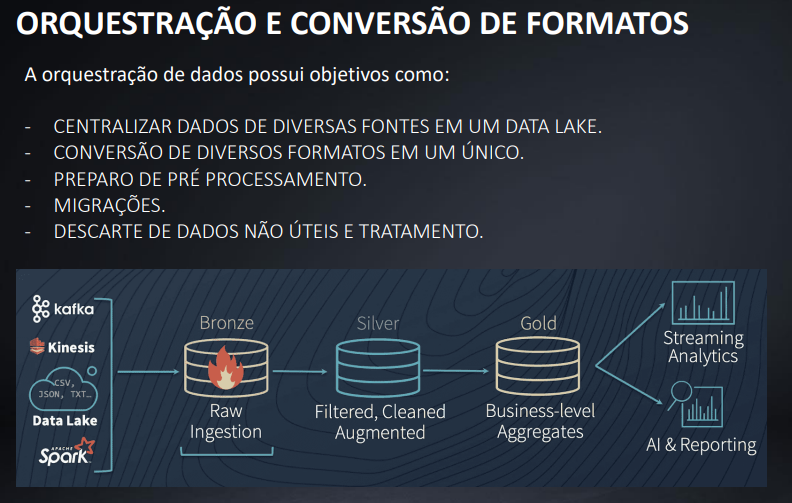 ORQUESTRAÇÃO E CONVERSÃO DE FORMATOS
A orquestração de dados possui objetivos como:
- CENTRALIZAR DADOS DE DIVERSAS FONTES EM UM DATA LAKE.
- CONVERSÃO DE DIVERSOS FORMATOS EM UM ÚNICO.
- PREPARO DE PRÉ PROCESSAMENTO.
- MIGRAÇÕES.
- DESCARTE DE DADOS NÃO ÚTEIS E TRATAMENTO.
kafka
Kinesis
CSV,
JSON, TXT...
Data Lake
APACHE
Spark
Bronze
Raw
Ingestion
Silver
Filtered, Cleaned
Augmented
Gold
Business-level
Aggregates
Streaming
Analytics
AI & Reporting